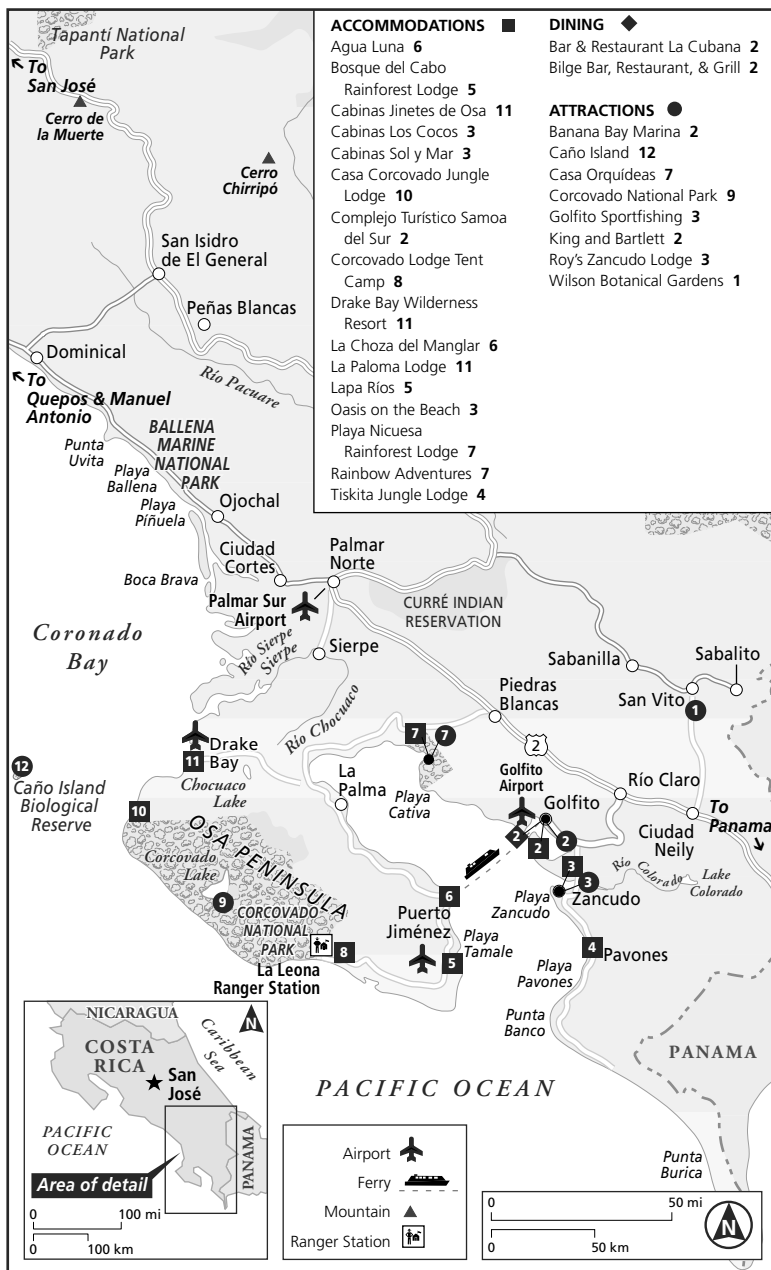 ACCOMMODATIONS ■
Agua Luna 6
Bosque del Cabo
Rainforest Lodge 5
Cabinas Jinetes de Osa 11
Cabinas Los Cocos 3
Cabinas Sol y Mar 3
Casa Corcovado Jungle
Lodge 10
Complejo Turístico Samoa
del Sur 2
Corcovado Lodge Tent
Camp 8
Drake Bay Wilderness
Resort 11
La Choza del Manglar 6
La Paloma Lodge 11
Lapa Ríos 5
Oasis on the Beach 3
Playa Nicuesa
Rainforest Lodge 7
Rainbow Adventures 7
Tiskita Jungle Lodge 4
DINING ◆
Bar & Restaurant La Cubana 2
Bilge Bar, Restaurant, & Grill 2
ATTRACTIONS ●
Banana Bay Marina 2
Caño Island 12
Casa Orquídeas 7
Corcovado National Park 9
Golfito Sportfishing 3
King and Bartlett 2
Roy's Zancudo Lodge 3
Wilson Botanical Gardens 1
Tapantí National
Park
To
San José
Cerro de
la Muerte
Cerro
Chirripó
San Isidro
de El General
Peñas Blancas
Dominical
Río Pacuare
To
Quepos & Manuel
Antonio
BALLENA
MARINE
NATIONAL
PARK
Punta
Uvita
Playa
Ballena
Playa
Piñuela
Ojochal
Ciudad
Cortes
Palmar
Norte
Boca Brava
Palmar Sur
Airport
CURRÉ INDIAN
RESERVATION
Coronado
Bay
Río Sierpe
Sierpe
Sierpe
Sabanilla
Sabalito
San Vito
1
Piedras
Blancas
Río Chocuaco
2
7
7
Drake
Bay
11
12
Caño Island
Biological
Reserve
Chocuaco
Lake
La
Palma
Playa
Cativa
Golfito
Airport
Golfito
Río Claro
To
Panama
Ciudad
Neily
10
OSA PENINSULA
Corcovado
Lake
2
2
2
3
3
Río Colorado
Lake
Colorado
9
CORCOVADO
NATIONAL
PARK
6
Puerto
Jiménez
Playa
Zancudo
Zancudo
Playa
Tamale
8
La Leona
Ranger Station
5
4
Pavones
Playa
Pavones
Punta
Banco
PANAMA
PACIFIC OCEAN
Punta
Burica
NICARAGUA
N
COSTA
RICA
Caribbean
Sea
San
José
PACIFIC
OCEAN
PANAMA
Area of detail
0 100 mi
0 100 km
Airport
Ferry
Mountain
Ranger Station
0 50 mi
0 50 km
N